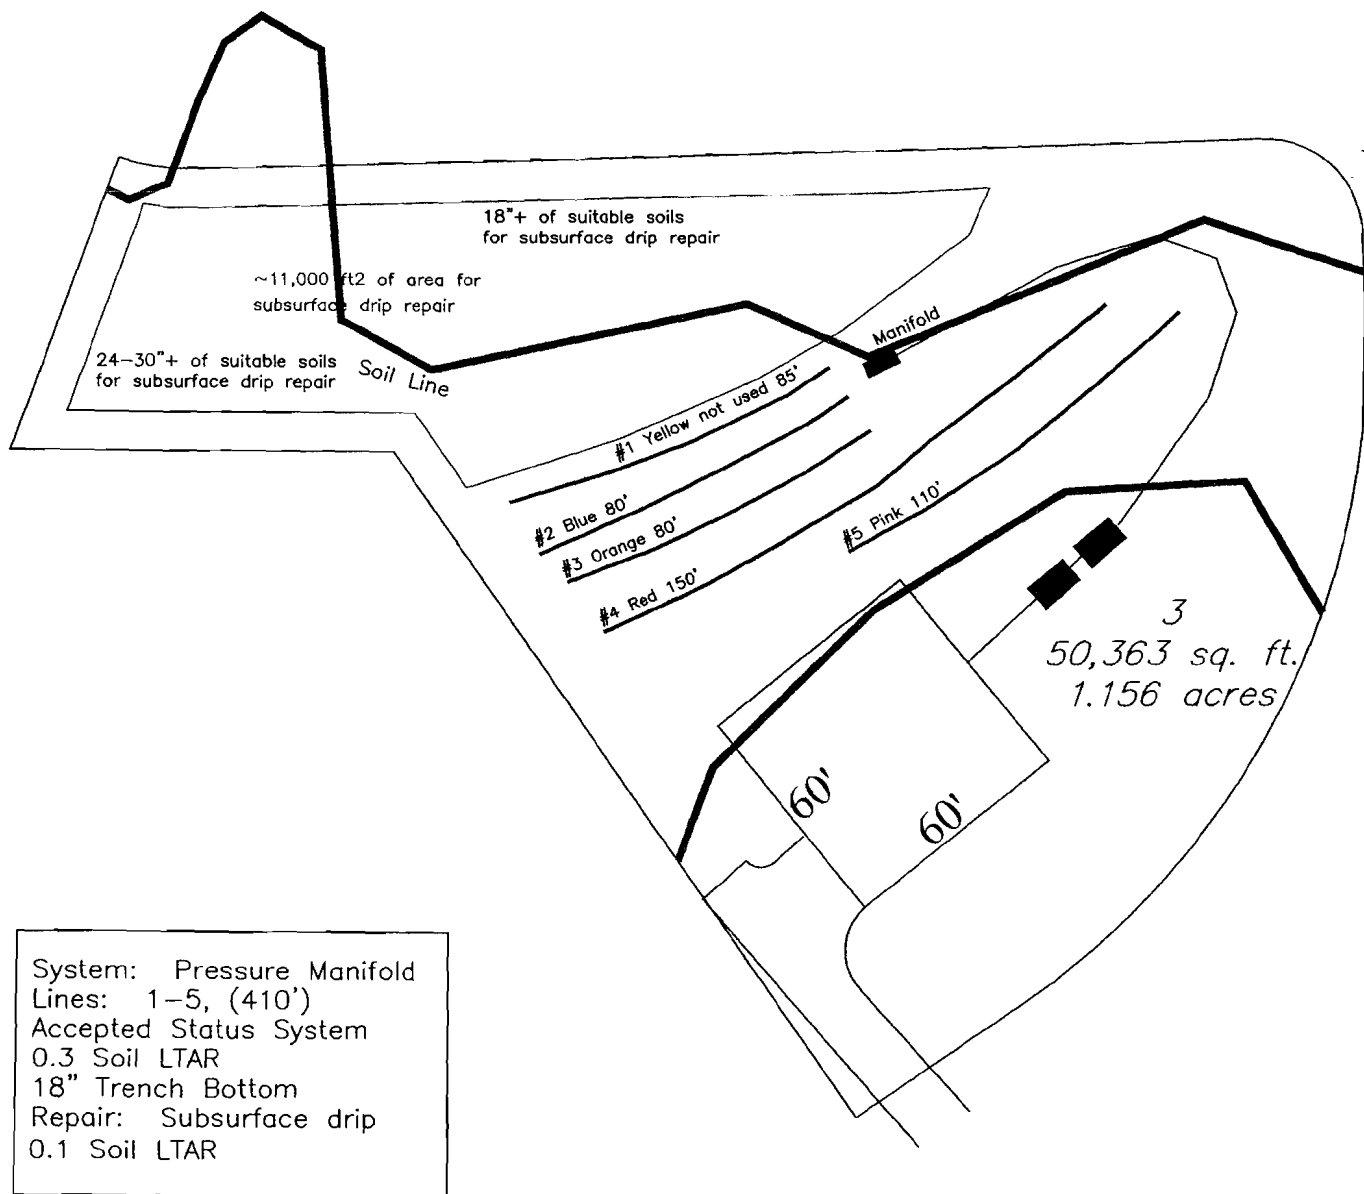 18"+ of suitable soils
for subsurface drip repair
~11,000 ft2 of area for
subsurface drip repair
24-30"+ of suitable soils
for subsurface drip repair
Soil Line
Manifold
#1 Yellow not used 85'
#2 Blue 80'
#3 Orange 80'
#4 Red 150'
#5 Pink 110'
3
50,363 sq. ft.
1.156 acres
60'
60'
System: Pressure Manifold
Lines: 1-5, (410')
Accepted Status System
0.3 Soil LTAR
18" Trench Bottom
Repair: Subsurface drip
0.1 Soil LTAR